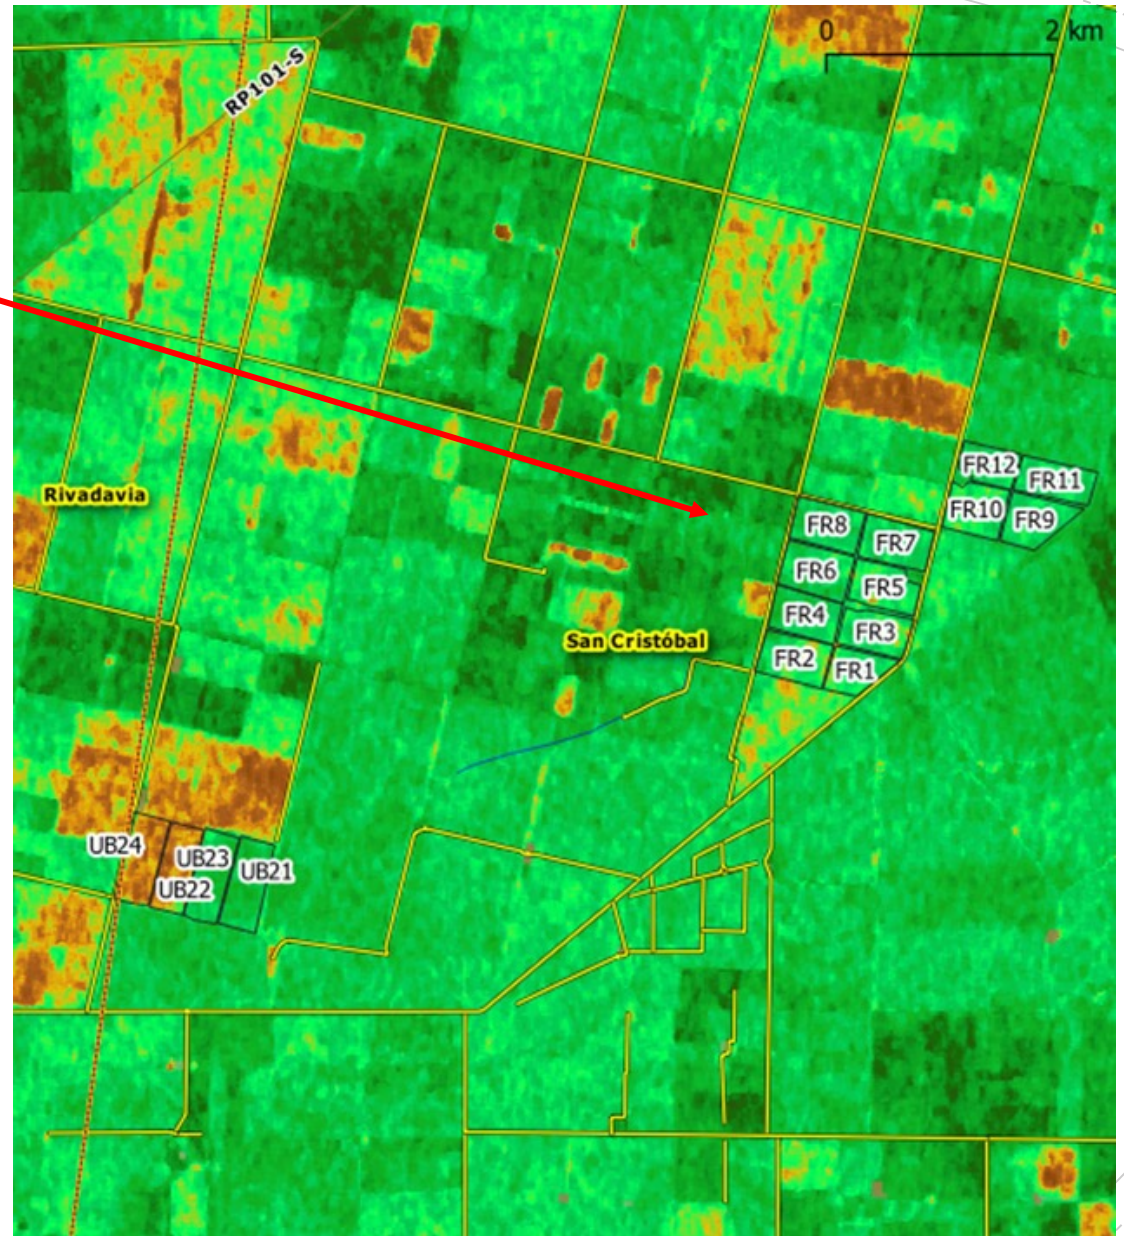 0 2 km
RP101-S
FR12
FR11
Rivadavia
FR10
FR9
FR8
FR7
FR6
FR5
FR4
FR3
San Cristóbal
FR2
FR1
UB24
UB23
UB21
UB22